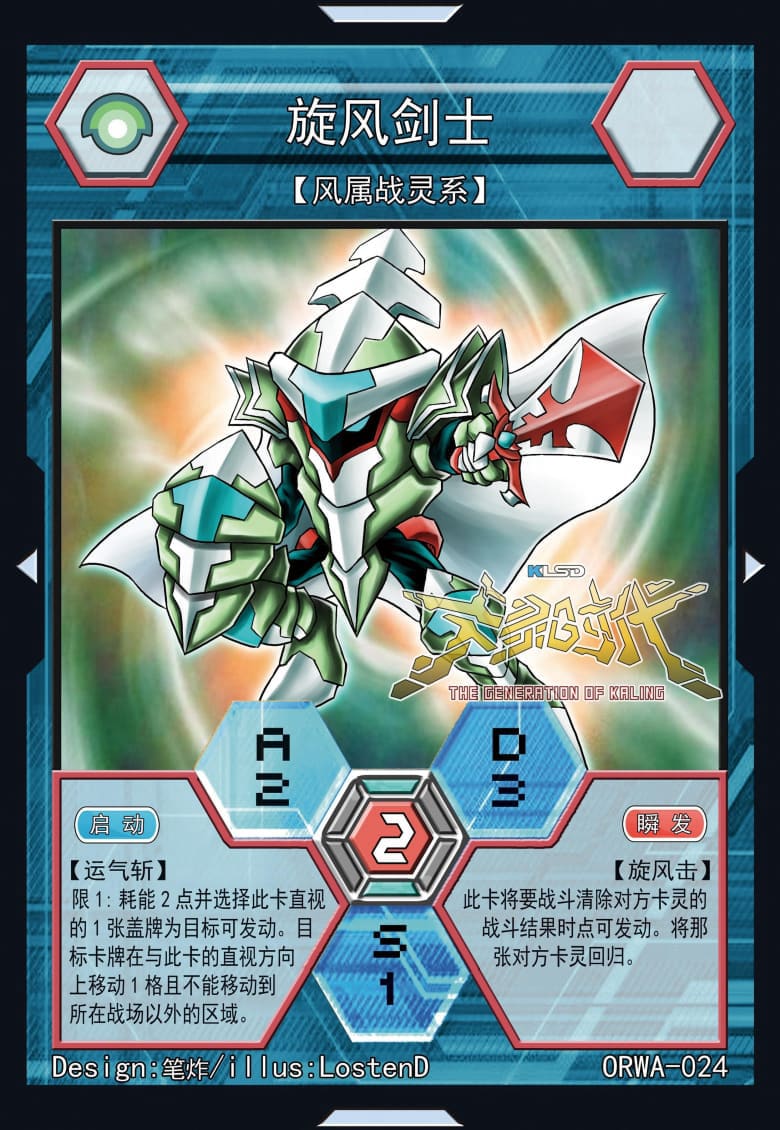 旋风剑士
【风属战灵系】
KLSD
卡灵时代
THE GENERATION OF KALING
A
2
D
3
2
S
1
启动
【运气斩】
限1:耗能2点并选择此卡直视
的1张盖牌为目标可发动。目
标卡牌在与此卡的直视方向
上移动1格且不能移动到
所在战场以外的区域。
瞬发
【旋风击】
此卡将要战斗清除对方卡灵的
战斗结果时点可发动。将那
张对方卡灵回归。
Design:笔炸/illus:LostenD
ORWA-024